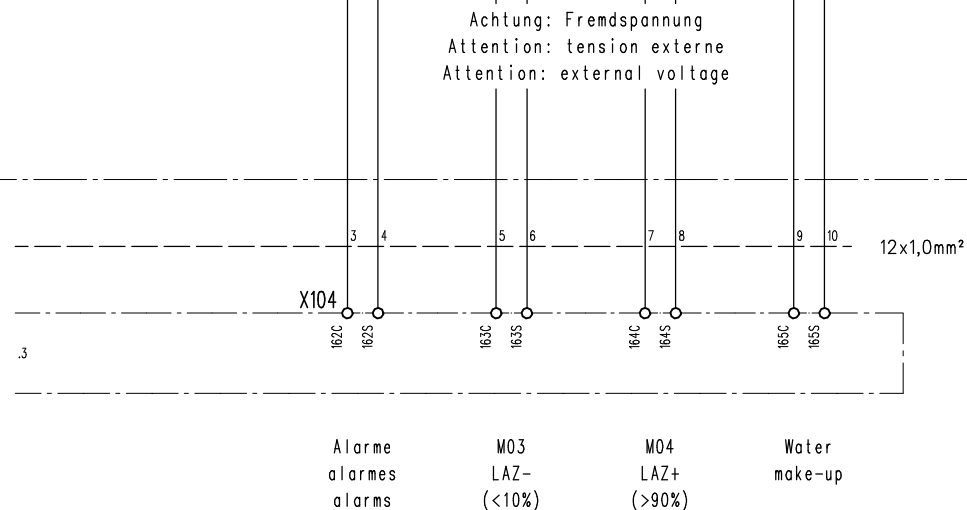 Achtung: Fremdspannung
Attention: tension externe
Attention: external voltage
3 4 5 6 7 8 9 10
12x1,0mm²
X104
162C 162S 163C 163S 164C 164S 165C 165S
.3
Alarme M03 M04 Water
alarmes LAZ- LAZ+ make-up
alarms (<10%) (>90%)